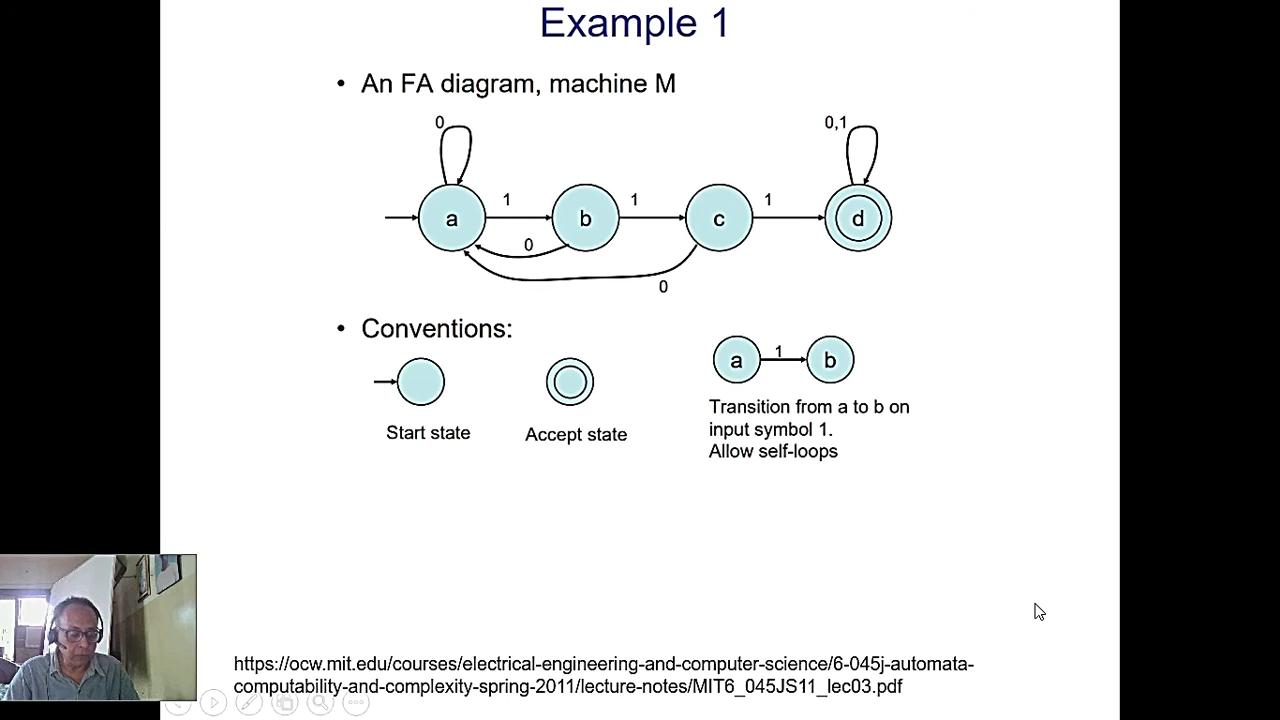 Example 1
• An FA diagram, machine M
0
0,1
a
1
b
1
c
1
d
0
0
• Conventions:
a
1
b
Start state
Accept state
Transition from a to b on
input symbol 1.
Allow self-loops
https://ocw.mit.edu/courses/electrical-engineering-and-computer-science/6-045j-automata-
computability-and-complexity-spring-2011/lecture-notes/MIT6_045JS11_lec03.pdf